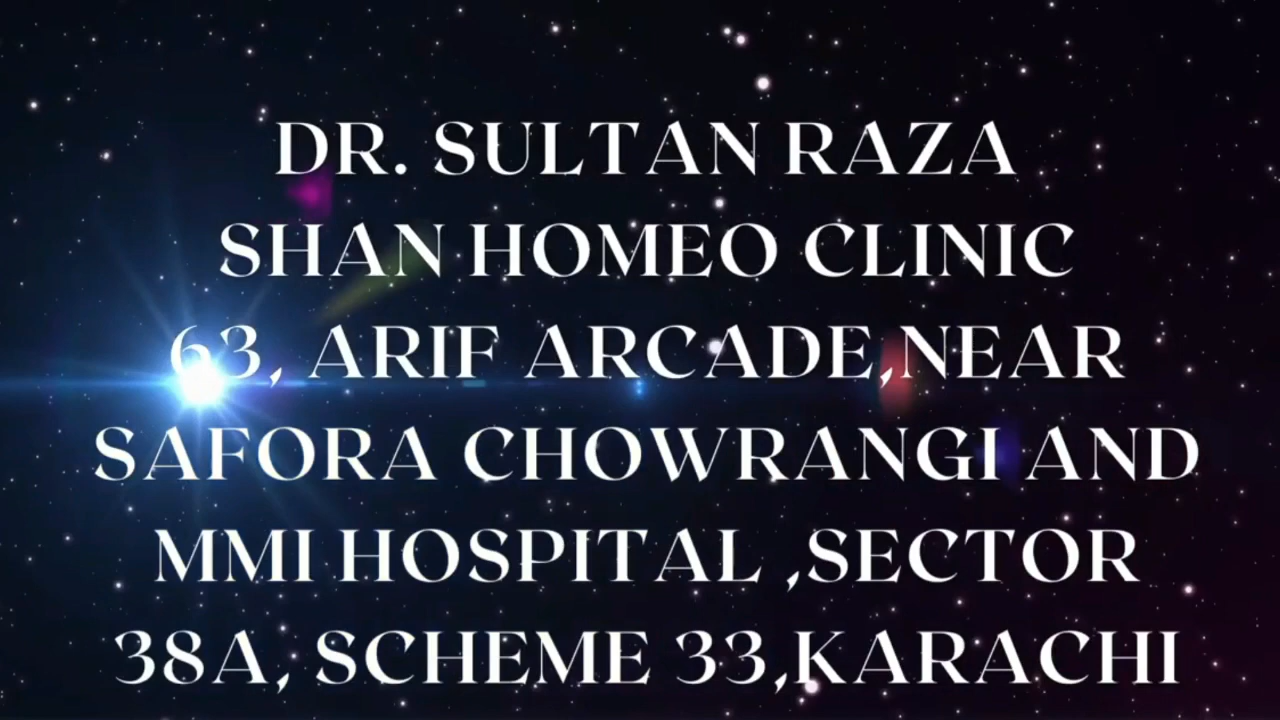 DR. SULTAN RAZA
SHAN HOMEO CLINIC
63, ARIF ARCADE,NEAR
SAFORA CHOWRANGI AND
MMI HOSPITAL ,SECTOR
38A, SCHEME 33,KARACHI